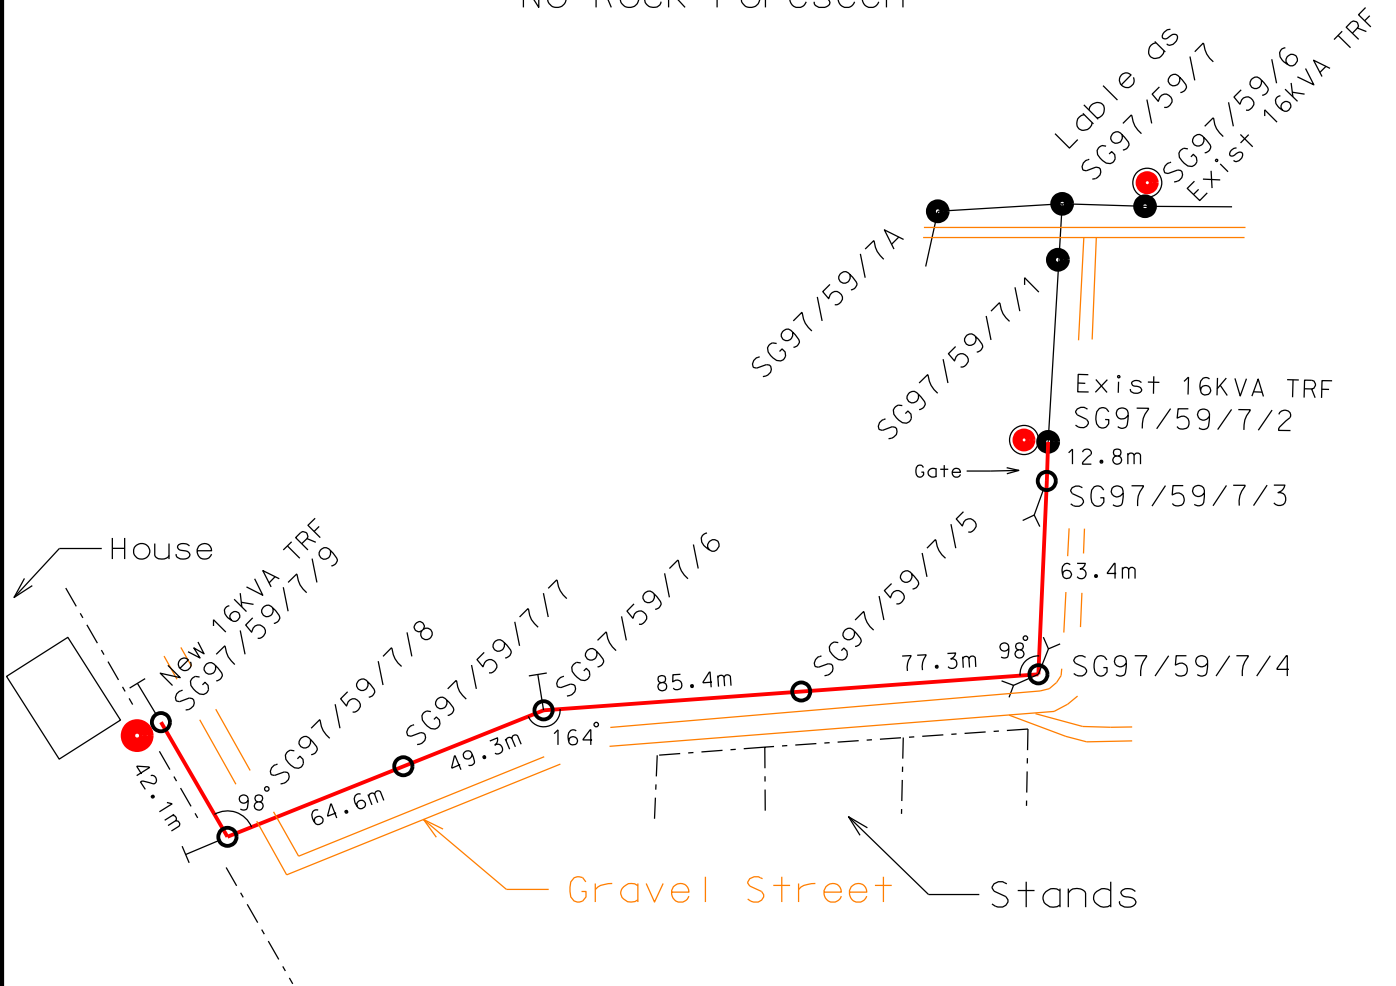 No Rock Foreseen
Lable as
SG97/59/7
SG97/59/6
Exist 16KVA TRF
SG97/59/7A
SG97/59/7/1
Exist 16KVA TRF
SG97/59/7/2
12.8m
Gate
SG97/59/7/3
63.4m
98°
SG97/59/7/4
77.3m
SG97/59/7/5
85.4m
SG97/59/7/6
164°
49.3m
SG97/59/7/7
64.6m
SG97/59/7/8
98°
42.1m
New 16KVA TRF
SG97/59/7/9
House
Gravel Street
Stands